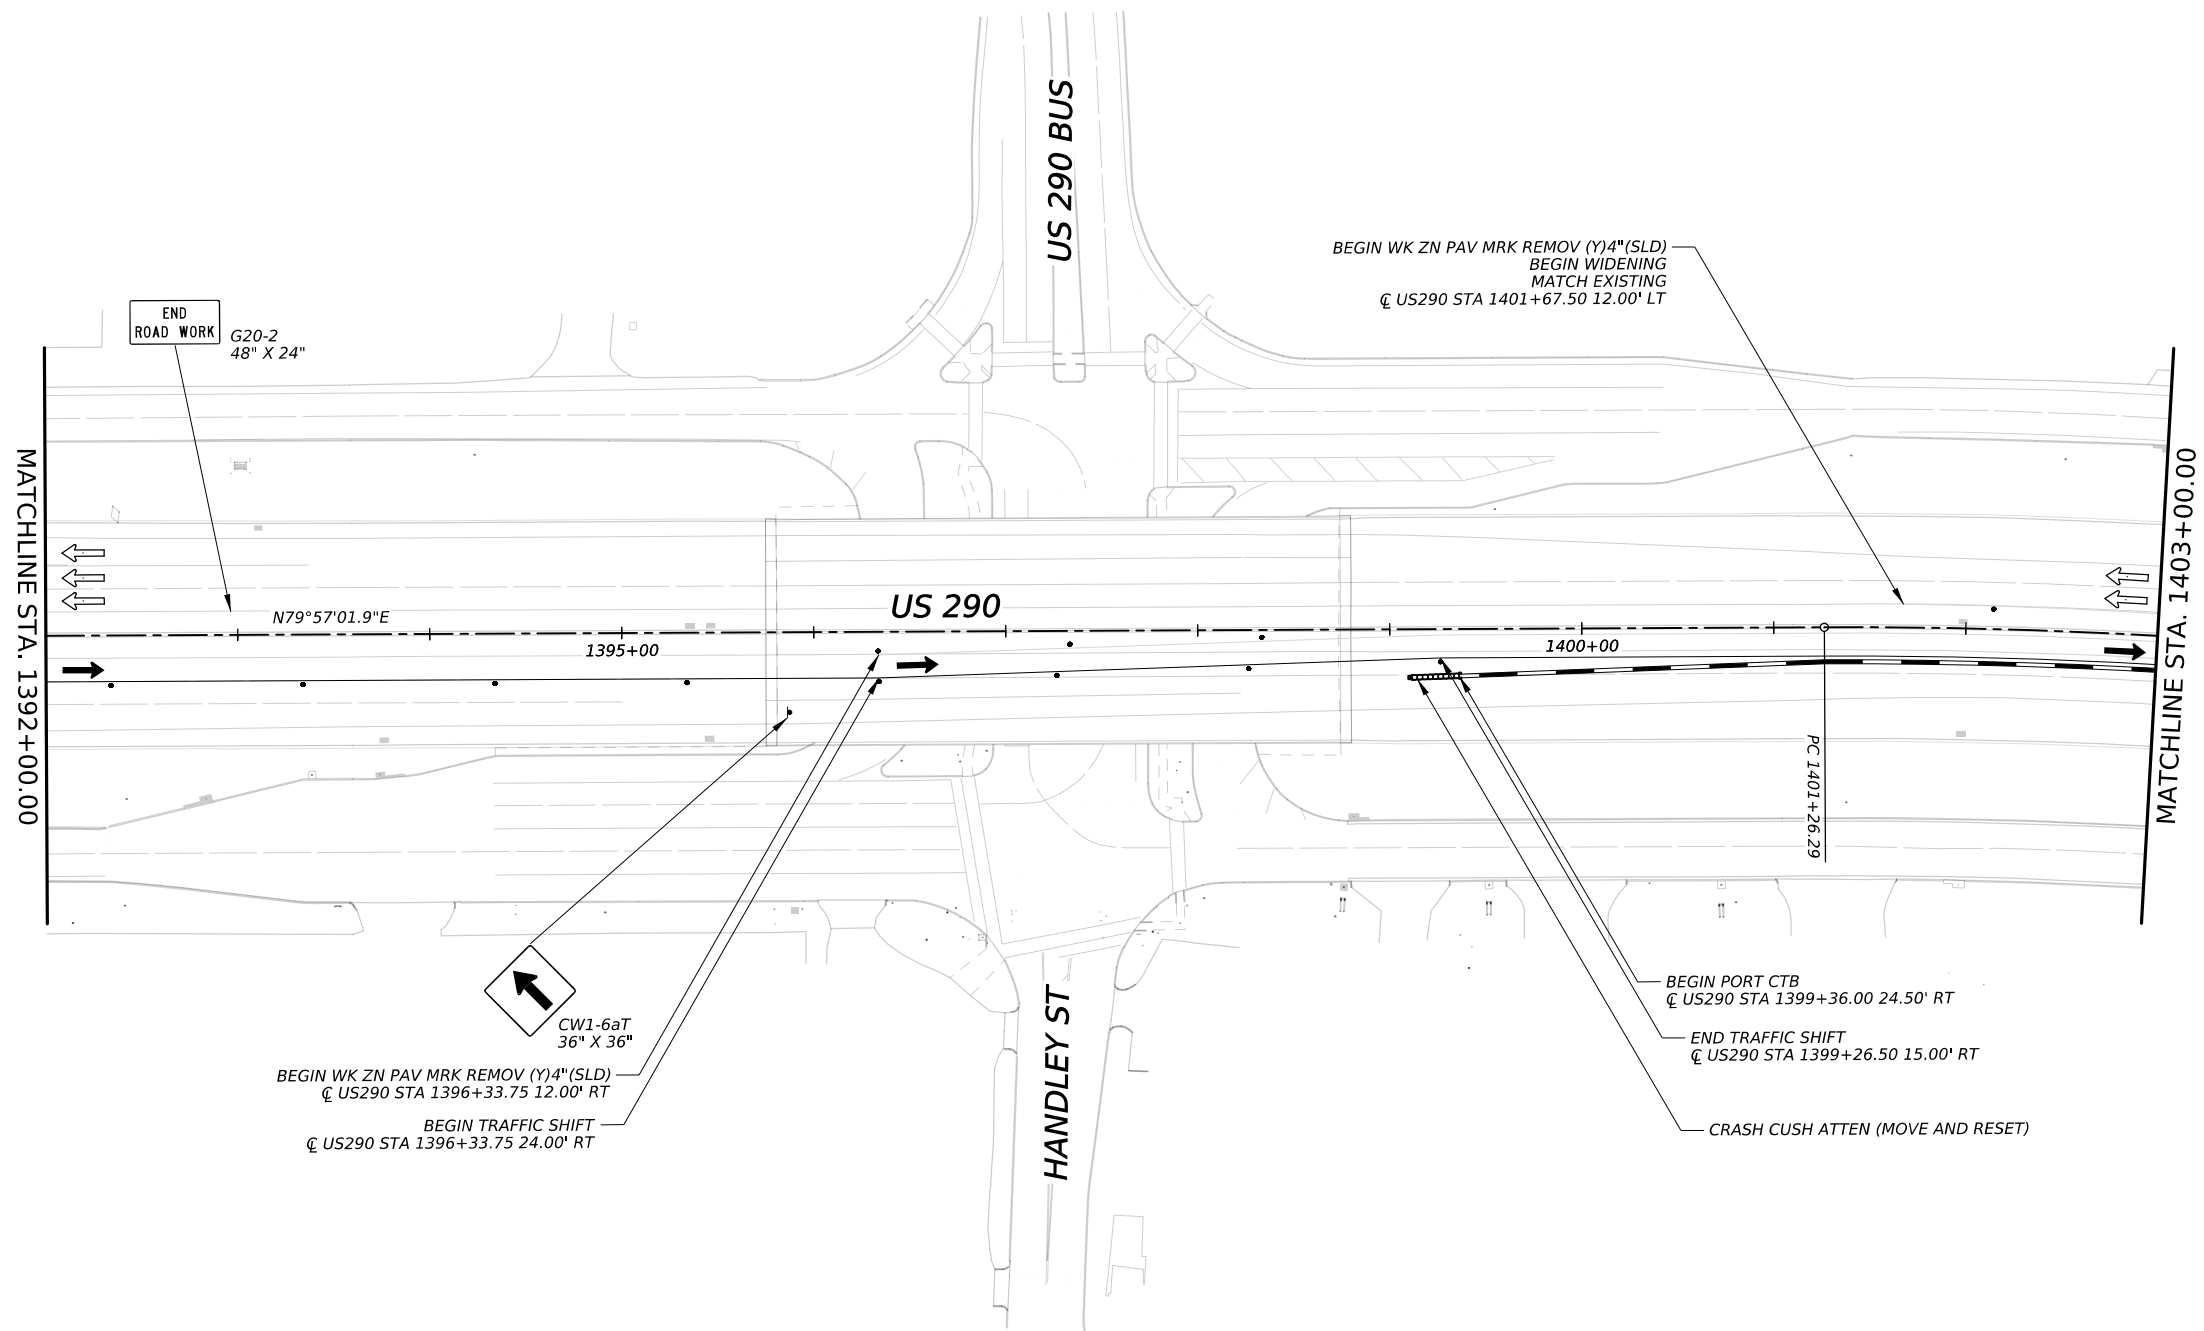 US 290 BUS
BEGIN WK ZN PAV MRK REMOV (Y)4"(SLD)
BEGIN WIDENING
MATCH EXISTING
℄ US290 STA 1401+67.50 12.00' LT
END
ROAD WORK
G20-2
48" X 24"
MATCHLINE STA. 1392+00.00
MATCHLINE STA. 1403+00.00
N79°57'01.9"E
US 290
1395+00
1400+00
PC 1401+26.29
CW1-6aT
36" X 36"
BEGIN WK ZN PAV MRK REMOV (Y)4"(SLD)
℄ US290 STA 1396+33.75 12.00' RT
BEGIN TRAFFIC SHIFT
℄ US290 STA 1396+33.75 24.00' RT
HANDLEY ST
BEGIN PORT CTB
℄ US290 STA 1399+36.00 24.50' RT
END TRAFFIC SHIFT
℄ US290 STA 1399+26.50 15.00' RT
CRASH CUSH ATTEN (MOVE AND RESET)